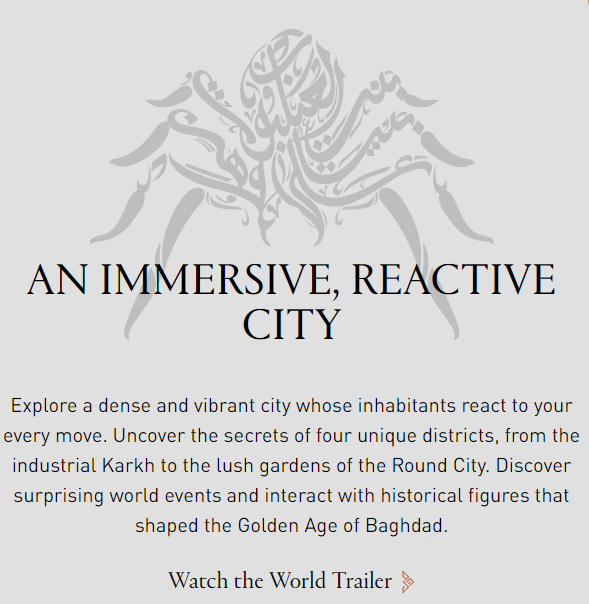 العنكبوت
AN IMMERSIVE, REACTIVE
CITY
Explore a dense and vibrant city whose inhabitants react to your
every move. Uncover the secrets of four unique districts, from the
industrial Karkh to the lush gardens of the Round City. Discover
surprising world events and interact with historical figures that
shaped the Golden Age of Baghdad.
Watch the World Trailer